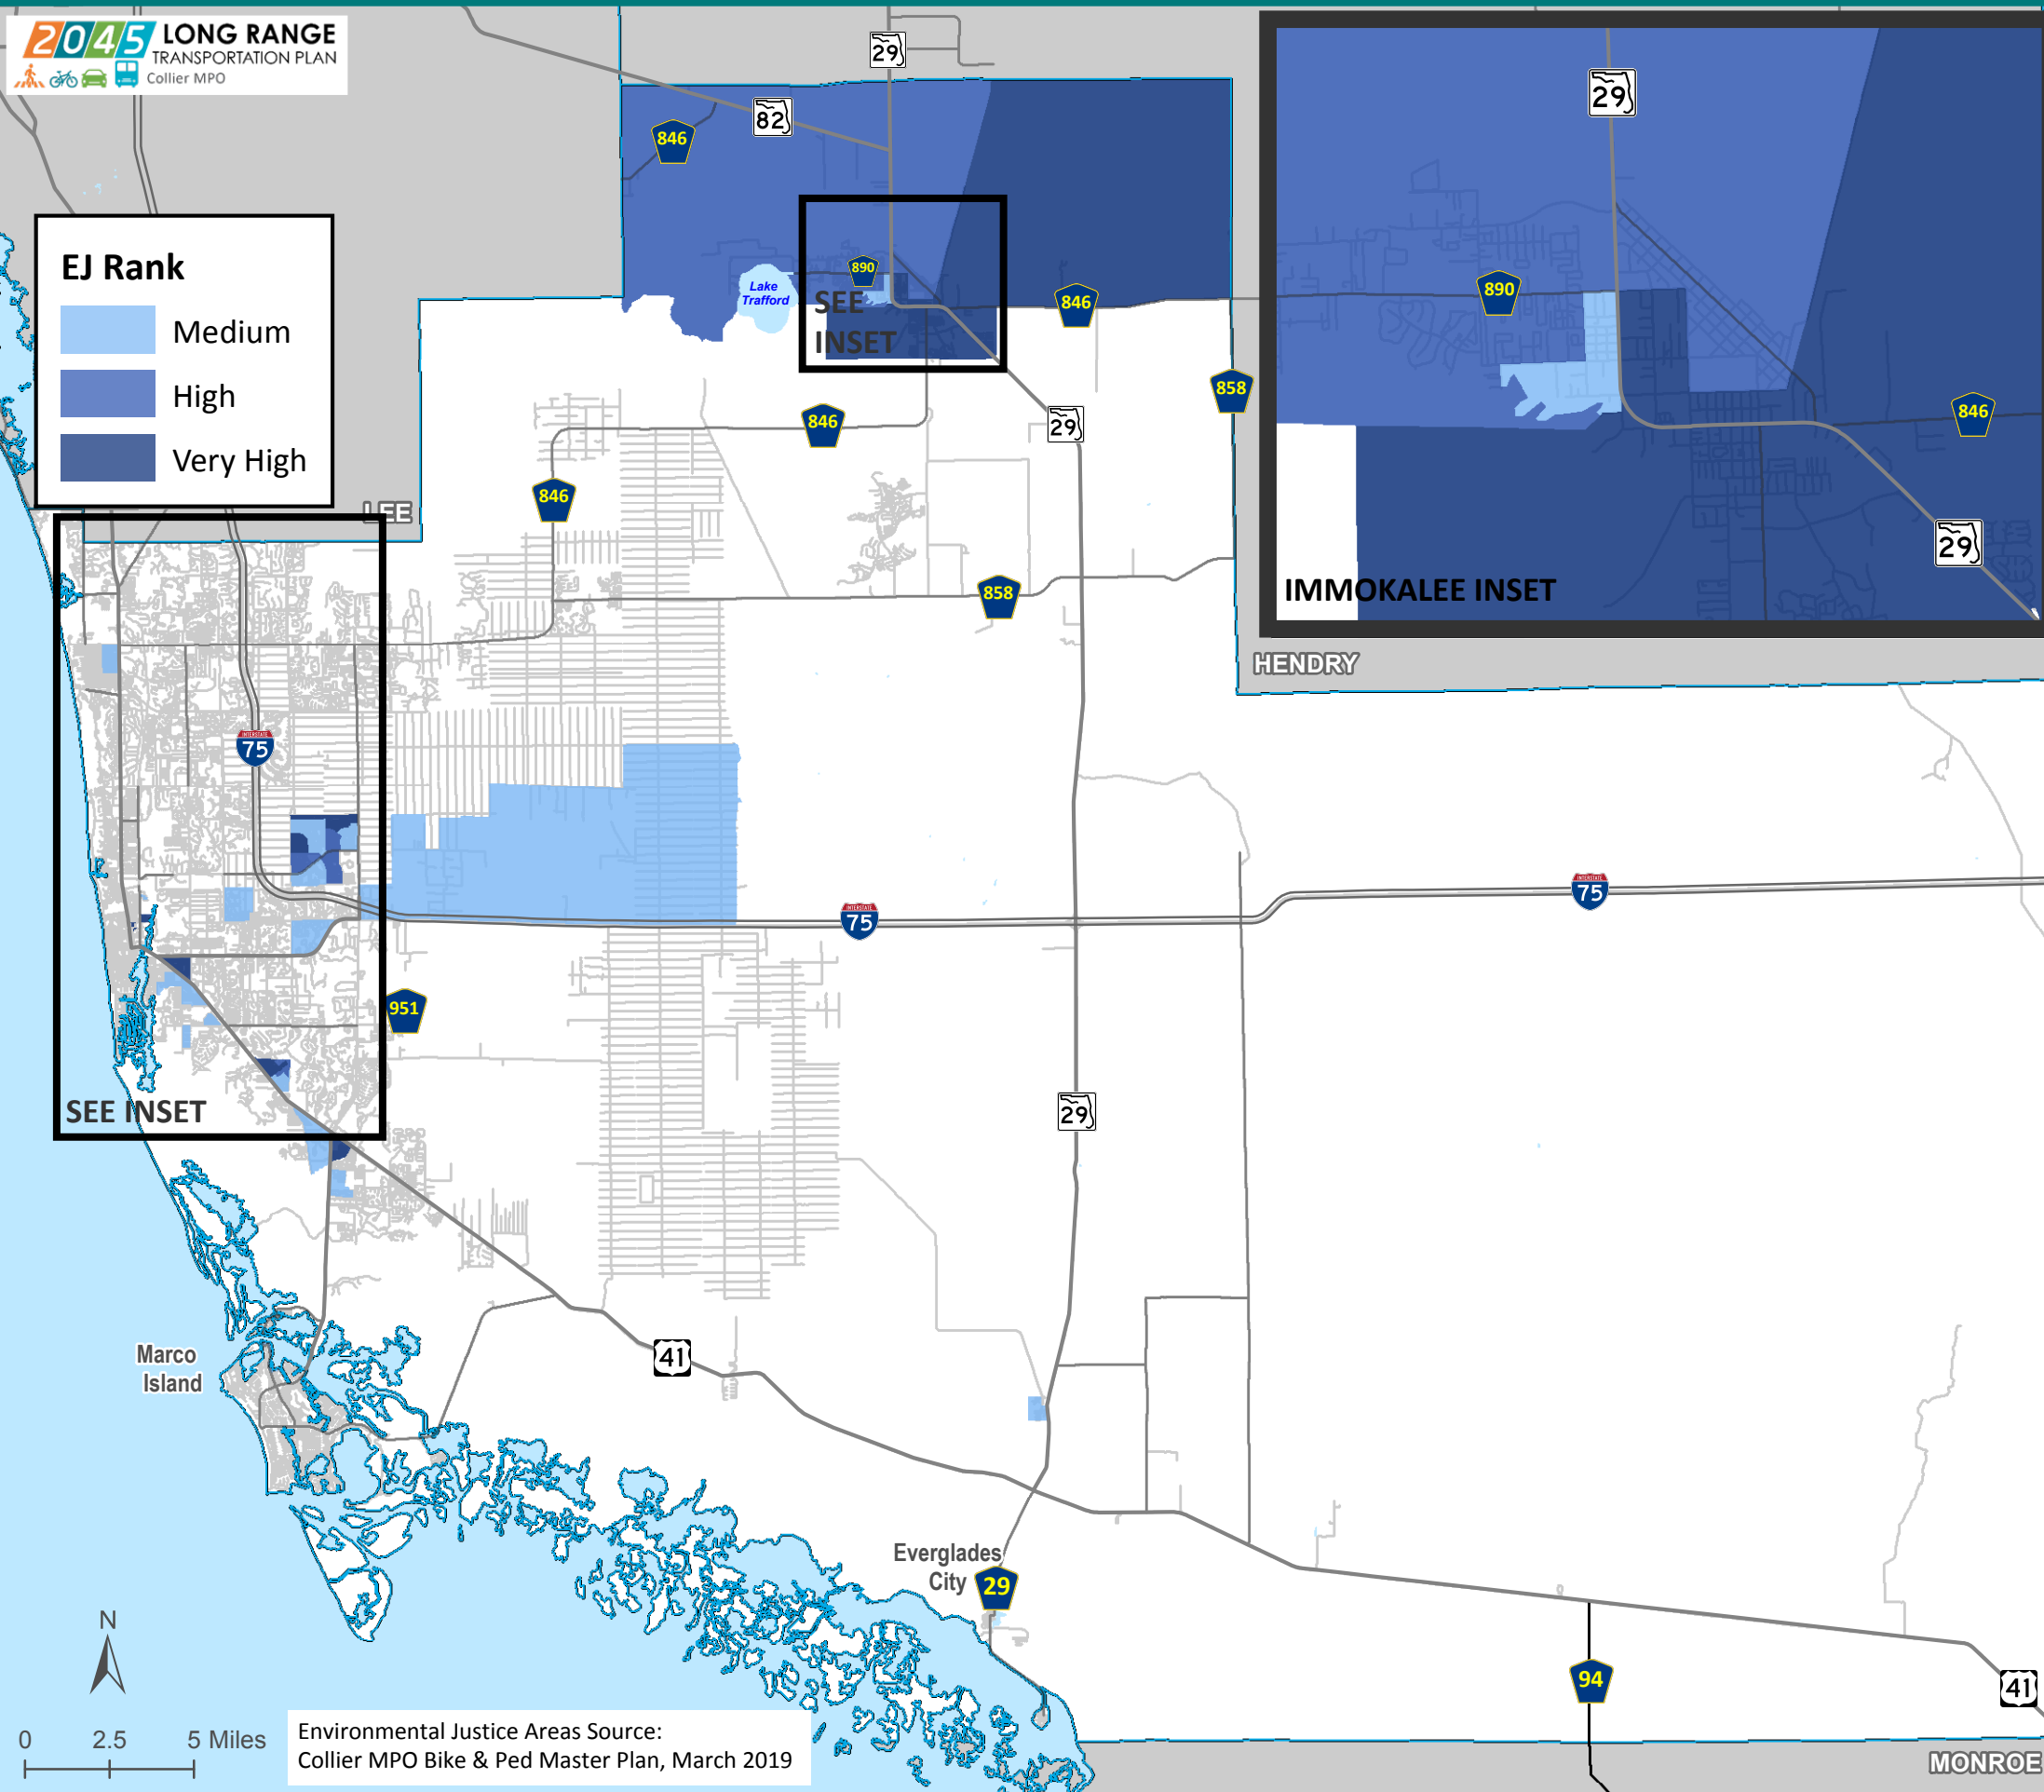 2045 LONG RANGE
TRANSPORTATION PLAN
Collier MPO
EJ Rank
Medium
High
Very High
29
82
846
890
Lake
Trafford
SEE
INSET
846
858
846
29
846
LEE
858
29
890
846
29
IMMOKALEE INSET
HENDRY
INTERSTATE
75
INTERSTATE
75
INTERSTATE
75
951
SEE INSET
29
Marco
Island
41
Everglades
City
29
94
41
N
0 2.5 5 Miles
Environmental Justice Areas Source:
Collier MPO Bike & Ped Master Plan, March 2019
MONROE